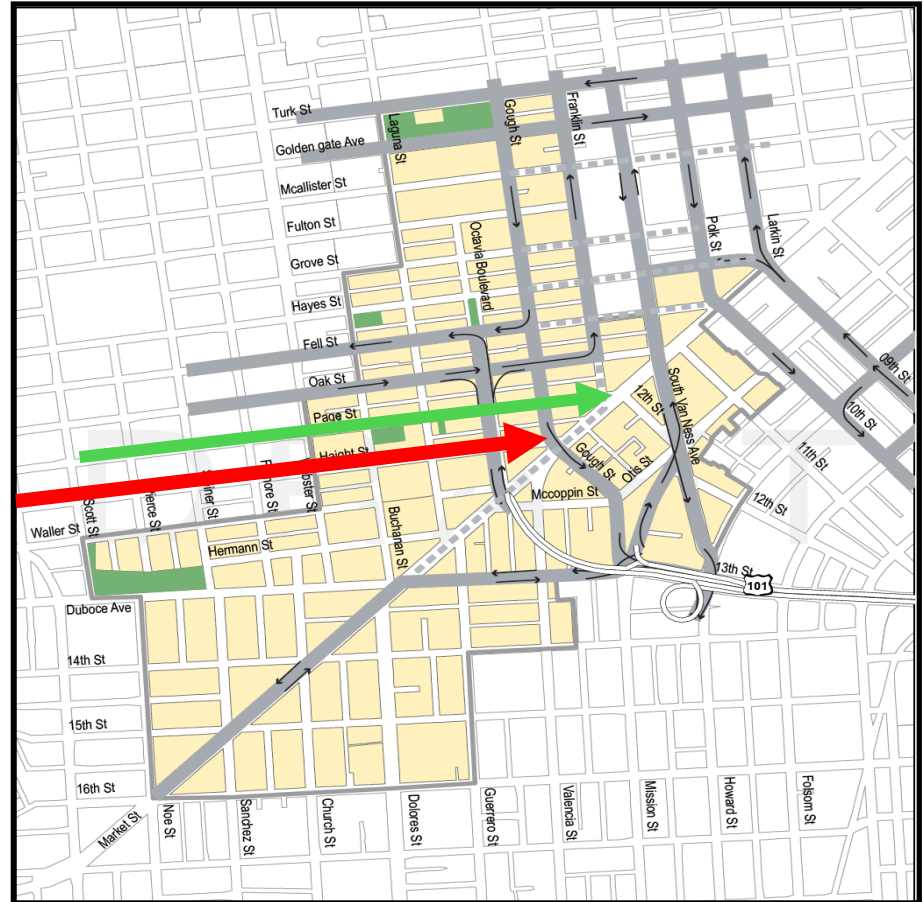 Turk St
Golden gate Ave
Mcallister St
Fulton St
Grove St
Hayes St
Fell St
Oak St
Page St
Haight St
Laguna St
Gough St
Franklin St
Octavia Boulevard
Polk St
Larkin St
09th St
10th St
11th St
12th St
12th St
South Van Ness Ave
Gough St
Otis St
Mccoppin St
13th St
101
Waller St
Scott St
Buchanan St
Hermann St
Duboce Ave
14th St
15th St
16th St
Market St
Noe St
Sanchez St
Church St
Dolores St
Guerrero St
Valencia St
Mission St
Howard St
Folsom St